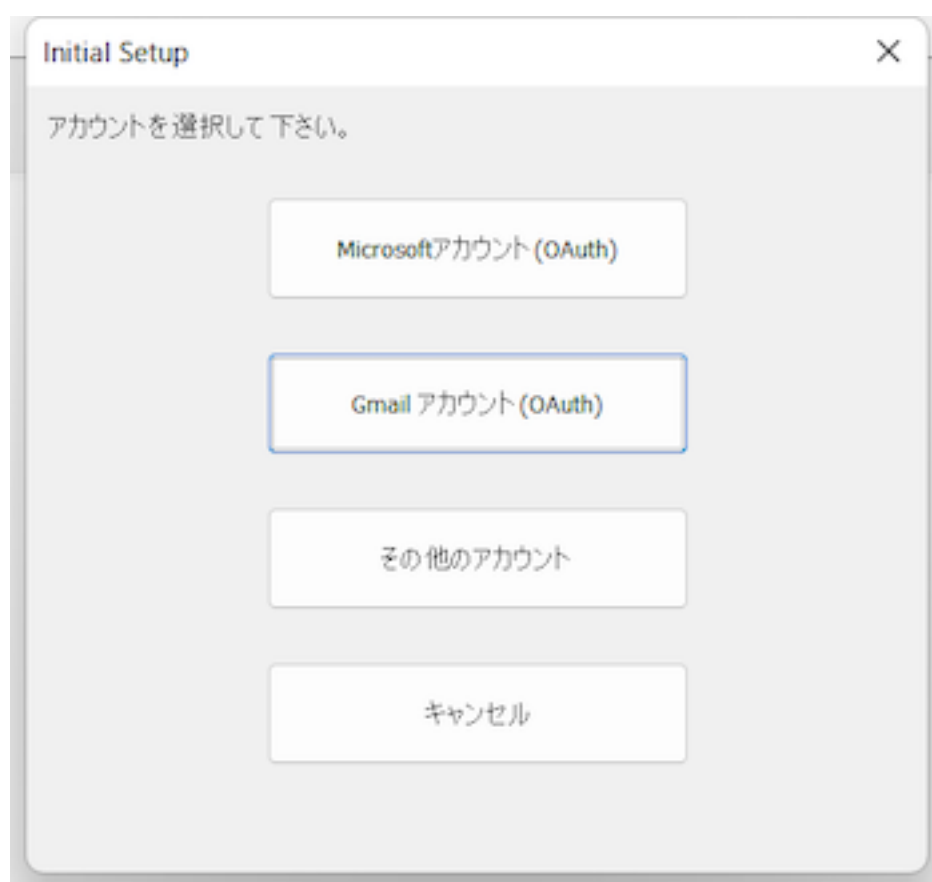 Initial Setup
アカウントを選択して下さい。
Microsoftアカウント(OAuth)
Gmail アカウント(OAuth)
その他のアカウント
キャンセル